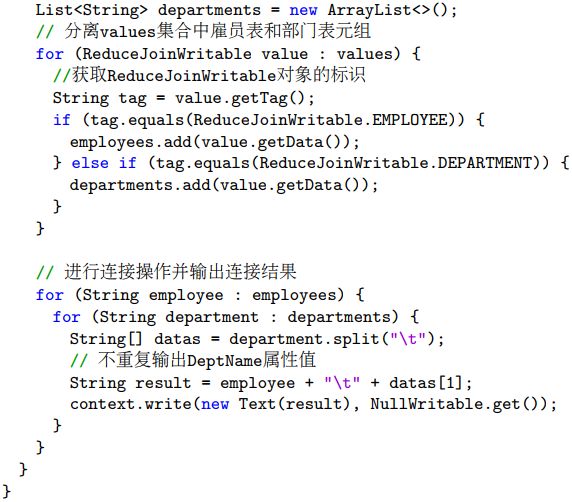 List<String> departments = new ArrayList<>();
// 分离values集合中雇员表和部门表元组
for (ReduceJoinWritable value : values) {
//获取ReduceJoinWritable对象的标识
String tag = value.getTag();
if (tag.equals(ReduceJoinWritable.EMPLOYEE)) {
employees.add(value.getData());
} else if (tag.equals(ReduceJoinWritable.DEPARTMENT)) {
departments.add(value.getData());
}
}
// 进行连接操作并输出连接结果
for (String employee : employees) {
for (String department : departments) {
String[] datas = department.split("\t");
// 不重复输出DeptName属性值
String result = employee + "\t" + datas[1];
context.write(new Text(result), NullWritable.get());
}
}
}
}